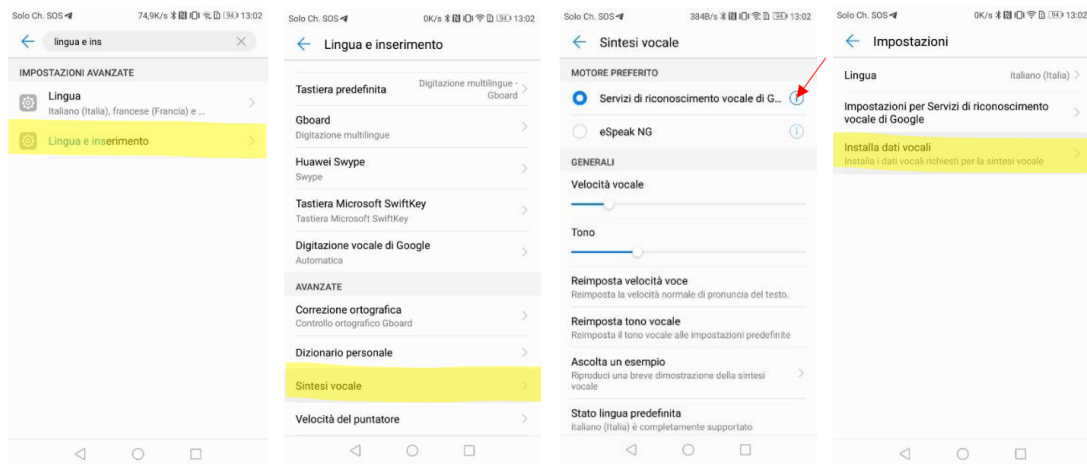 Solo Ch. SOS 74,9K/s 13:02
lingua e ins
IMPOSTAZIONI AVANZATE
Lingua
Italiano (Italia), francese (Francia) e ...
Lingua e inserimento
Solo Ch. SOS 0K/s 13:02
Lingua e inserimento
Tastiera predefinita
Digitazione multilingue -
Gboard
Gboard
Digitazione multilingue
Huawei Swype
Swype
Tastiera Microsoft SwiftKey
Tastiera Microsoft SwiftKey
Digitazione vocale di Google
Automatica
AVANZATE
Correzione ortografica
Controllo ortografico Gboard
Dizionario personale
Sintesi vocale
Velocità del puntatore
Solo Ch. SOS 384B/s 13:02
Sintesi vocale
MOTORE PREFERITO
Servizi di riconoscimento vocale di G...
eSpeak NG
GENERALI
Velocità vocale
Tono
Reimposta velocità voce
Reimposta la velocità normale di pronuncia del testo.
Reimposta tono vocale
Reimposta il tono vocale alle impostazioni predefinite
Ascolta un esempio
Riproduci una breve dimostrazione della sintesi
vocale
Stato lingua predefinita
italiano (Italia) è completamente supportato
Solo Ch. SOS 0K/s 13:02
Impostazioni
Lingua italiano (Italia)
Impostazioni per Servizi di riconoscimento
vocale di Google
Installa dati vocali
Installa i dati vocali richiesti per la sintesi vocale